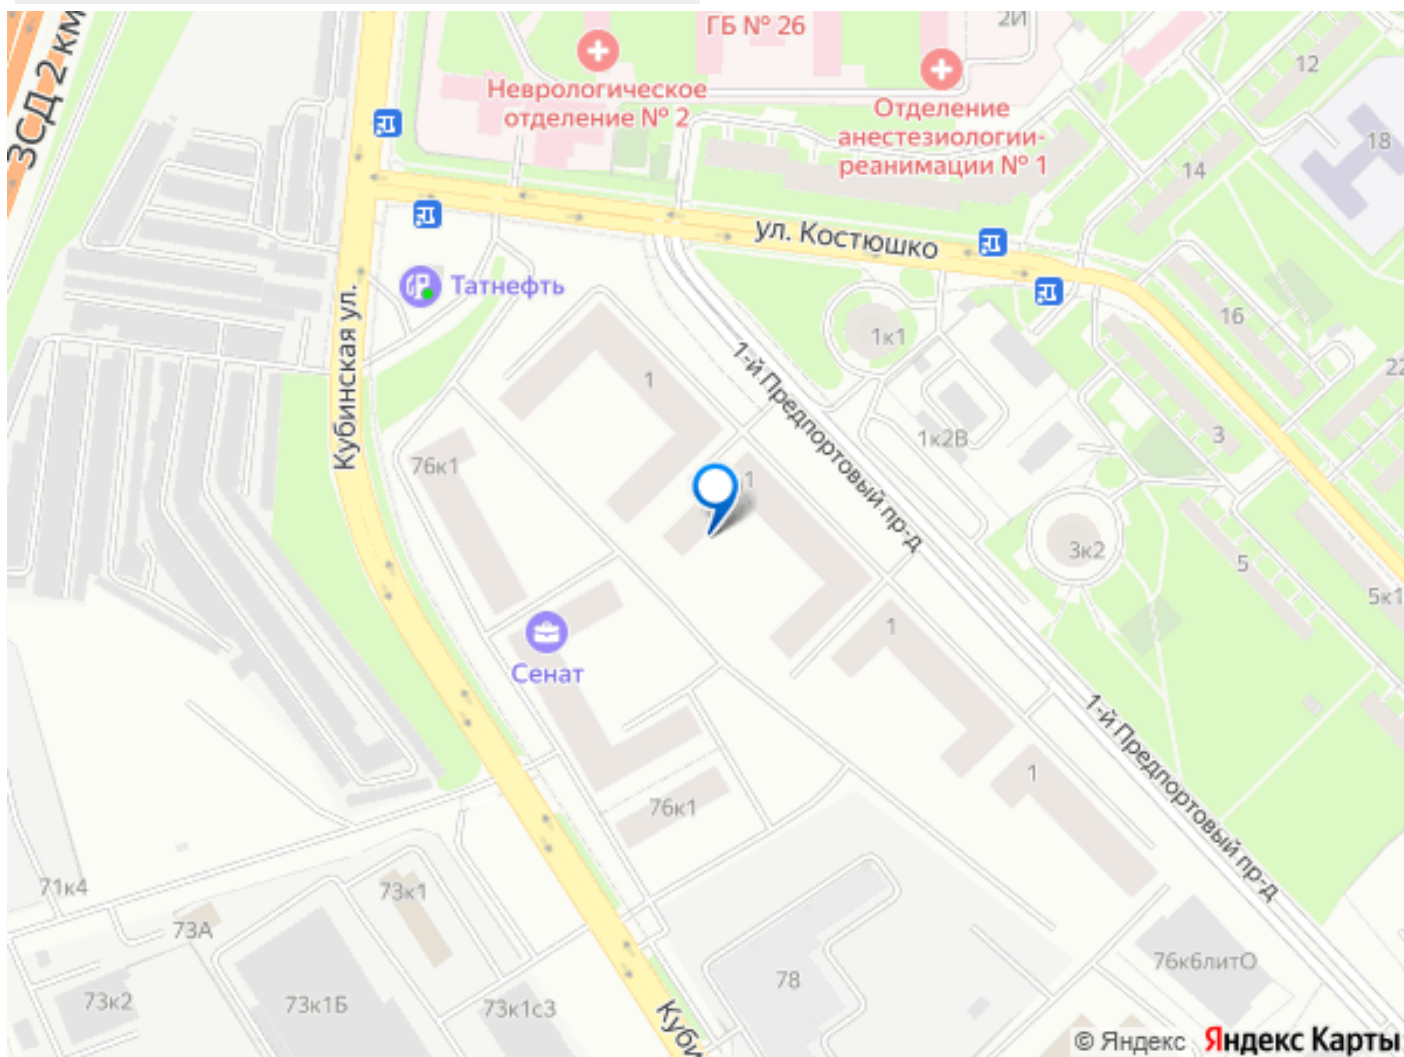 ГБ № 26
2И
12
ЗСД 2 км
Неврологическое
отделение № 2
Отделение
анестезиологии-
реанимации № 1
18
14
ул. Костюшко
Татнефть
16
Кубинская ул.
1к1
1-й Предпортовый пр-д
22
1
1к2В
3
76к1
1
3к2
5
5к1
1
Сенат
1-й Предпортовый пр-д
1
76к1
71к4
73к1
73А
76к6литО
78
73к2
73к1Б
73к1с3
Куби
© Яндекс Яндекс Карты